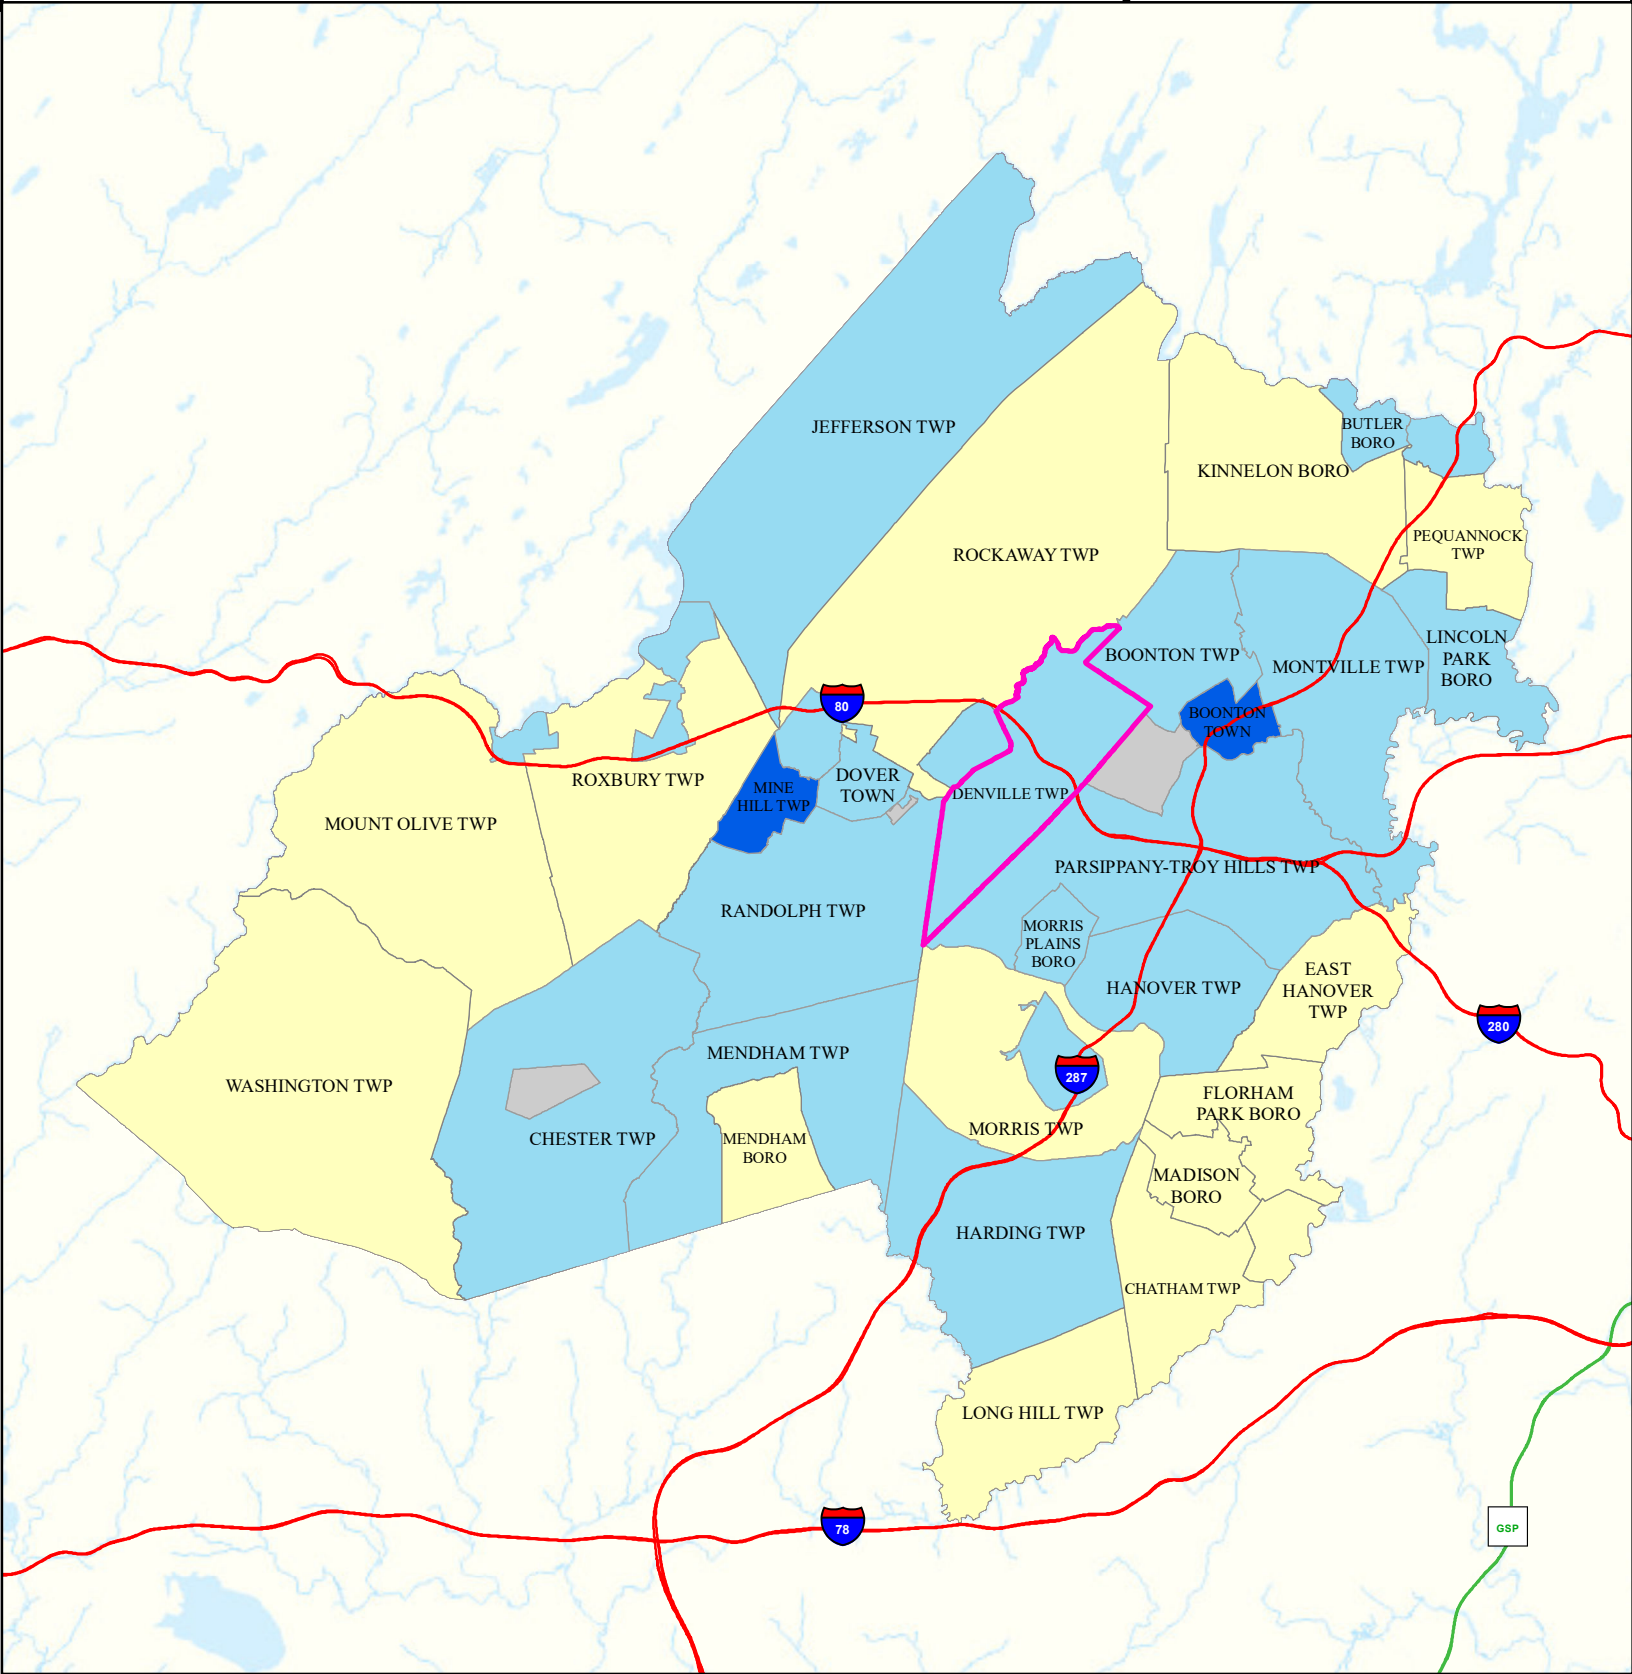 JEFFERSON TWP
BUTLER
BORO
KINNELON BORO
PEQUANNOCK
TWP
ROCKAWAY TWP
LINCOLN
PARK
BORO
BOONTON TWP
MONTVILLE TWP
80
BOONTON
TOWN
ROXBURY TWP
DOVER
TOWN
MINE
HILL TWP
DENVILLE TWP
MOUNT OLIVE TWP
PARSIPPANY-TROY HILLS TWP
RANDOLPH TWP
MORRIS
PLAINS
BORO
EAST
HANOVER
TWP
HANOVER TWP
280
MENDHAM TWP
287
WASHINGTON TWP
FLORHAM
PARK BORO
MORRIS TWP
CHESTER TWP
MENDHAM
BORO
MADISON
BORO
HARDING TWP
CHATHAM TWP
LONG HILL TWP
78
GSP